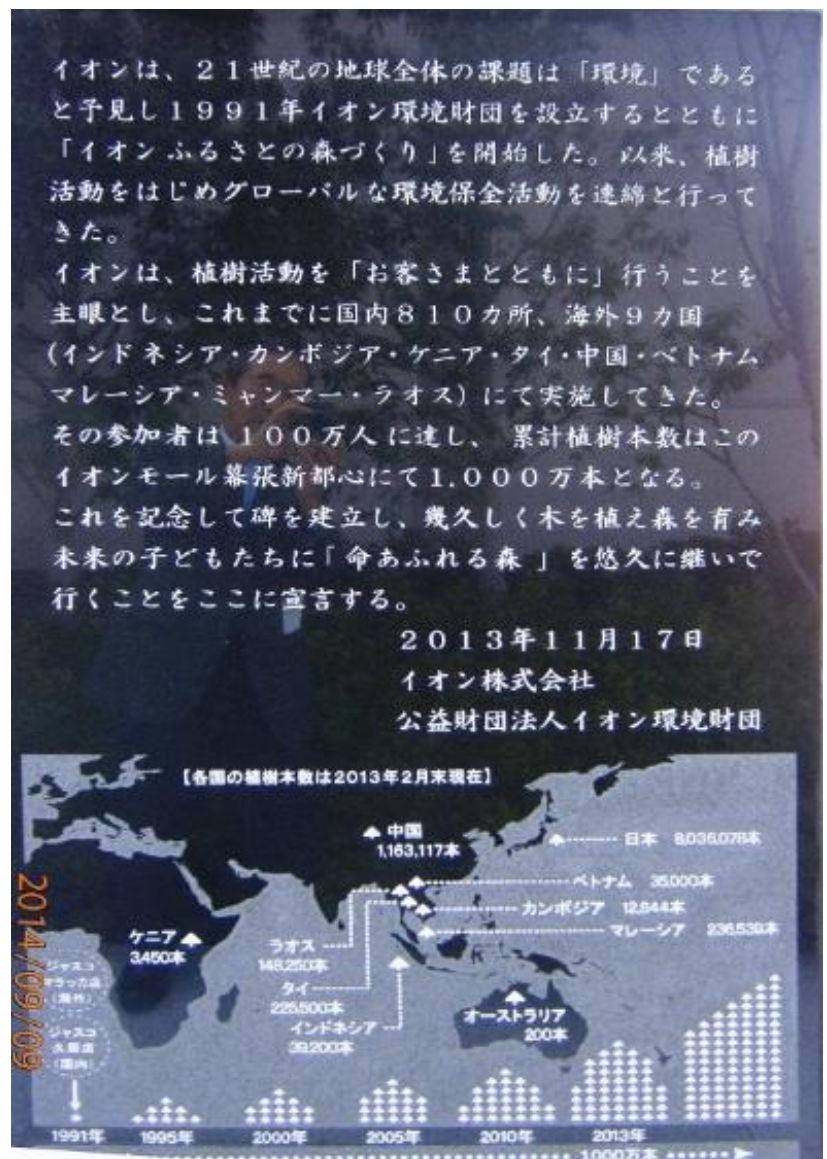 イオンは、２１世紀の地球全体の課題は「環境」である
と予見し１９９１年イオン環境財団を設立するとともに
「イオン ふるさとの森づくり」を開始した。以来、植樹
活動をはじめグローバルな環境保全活動を連綿と行って
きた。
イオンは、植樹活動を「お客さまとともに」行うことを
主眼とし、これまでに国内８１０カ所、海外９カ国
(インドネシア・カンボジア・ケニア・タイ・中国・ベトナム
マレーシア・ミャンマー・ラオス) にて実施してきた。
その参加者は １００万人 に達し、 累計植樹本数はこの
イオンモール幕張新都心にて１.０００万本となる。
これを記念して碑を建立し、幾久しく木を植え森を育み
未来の子どもたちに「命あふれる森 」を悠久に継いで
行くことをここに宣言する。
２０１３年１１月１７日
イオン株式会社
公益財団法人イオン環境財団
【各国の植樹本数は2013年2月末現在】
中国
1,163,117本
日本 8,036,078本
ベトナム 35,000本
カンボジア 12,844本
マレーシア 236,539本
ケニア
3,450本
ラオス
148,250本
タイ
225,500本
インドネシア
39,200本
オーストラリア
200本
ジャスコ
マラッカ店
(海外)
ジャスコ
久居店
(国内)
1991年 1995年 2000年 2005年 2010年 2013年
1,000万本
2014/09/09